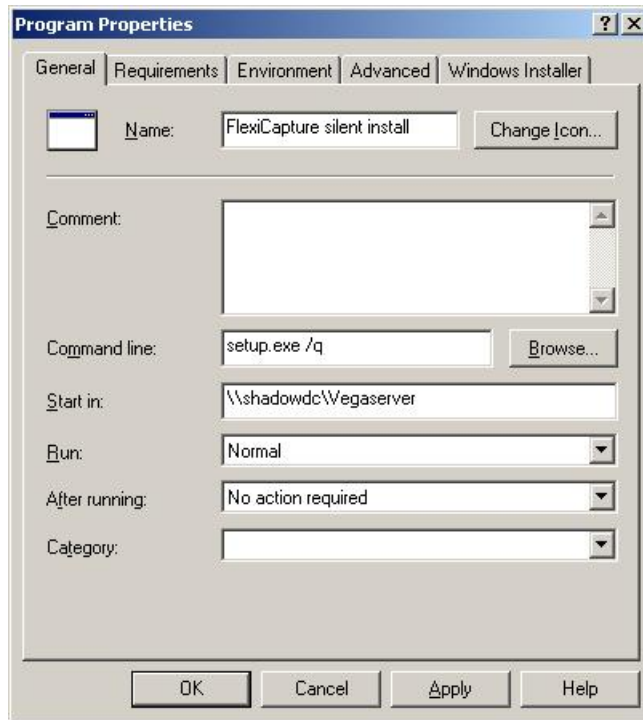 Program Properties
General Requirements Environment Advanced Windows Installer
Name: FlexiCapture silent install Change Icon...
Comment:
Command line: setup.exe /q Browse...
Start in: \\shadowdc\Vegaserver
Run: Normal
After running: No action required
Category:
OK Cancel Apply Help